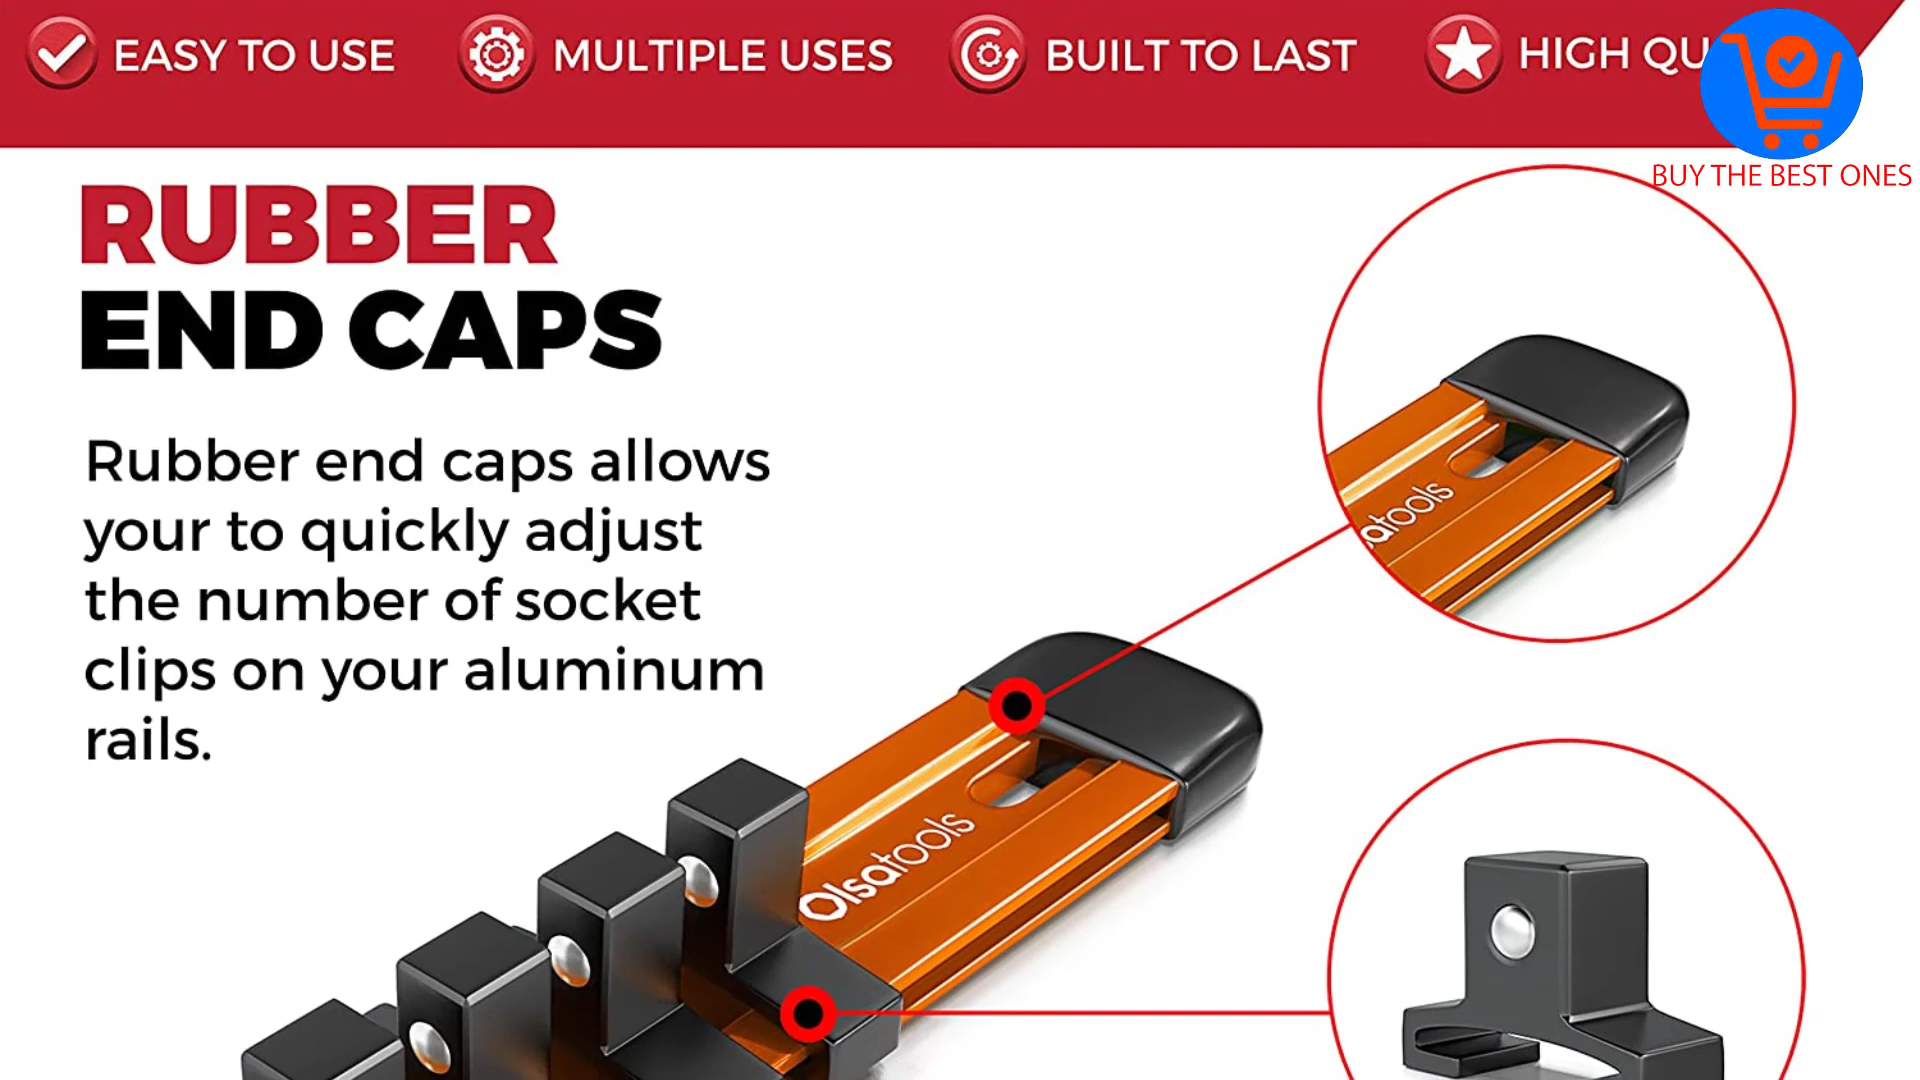 EASY TO USE
MULTIPLE USES
BUILT TO LAST
HIGH QU
BUY THE BEST ONES
RUBBER
END CAPS
Rubber end caps allows
your to quickly adjust
the number of socket
clips on your aluminum
rails.
atools
Olsatools